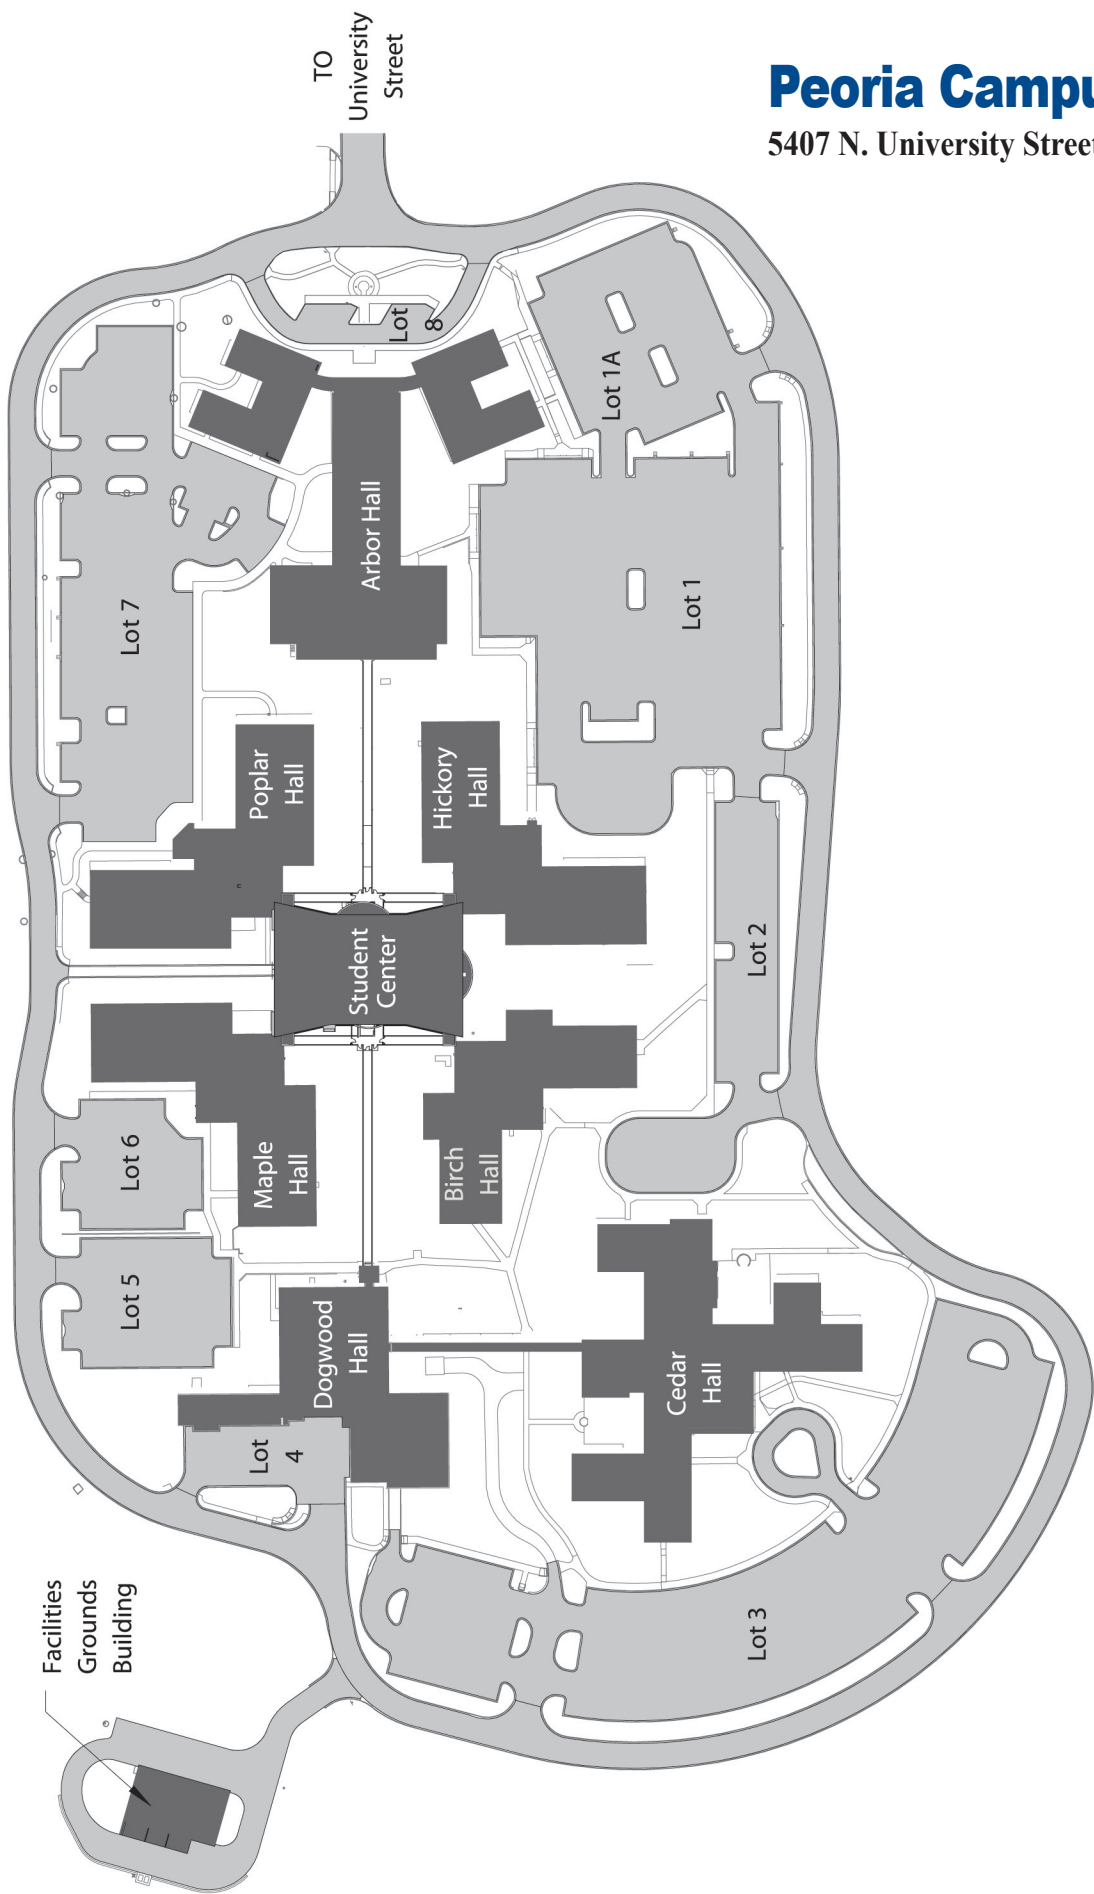 Peoria Campu
5407 N. University Street
TO
University
Street
Lot
8
Lot 1A
Lot 7
Arbor Hall
Lot 1
Poplar
Hall
Hickory
Hall
Student
Center
Lot 2
Lot 6
Maple
Hall
Birch
Hall
Lot 5
Dogwood
Hall
Cedar
Hall
Lot
4
Lot 3
Facilities
Grounds
Building